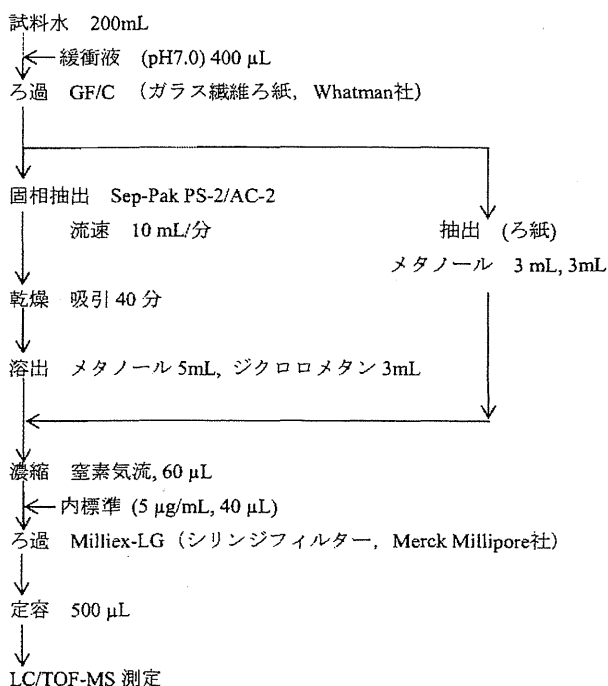 試料水 200mL
緩衝液 (pH7.0) 400 µL
ろ過 GF/C (ガラス繊維ろ紙, Whatman社)
固相抽出 Sep-Pak PS-2/AC-2
流速 10 mL/分
抽出 (ろ紙)
メタノール 3 mL, 3mL
乾燥 吸引 40 分
溶出 メタノール 5mL, ジクロロメタン 3mL
濃縮 窒素気流, 60 µL
内標準 (5 µg/mL, 40 µL)
ろ過 Milliex-LG (シリンジフィルター, Merck Millipore社)
定容 500 µL
LC/TOF-MS 測定